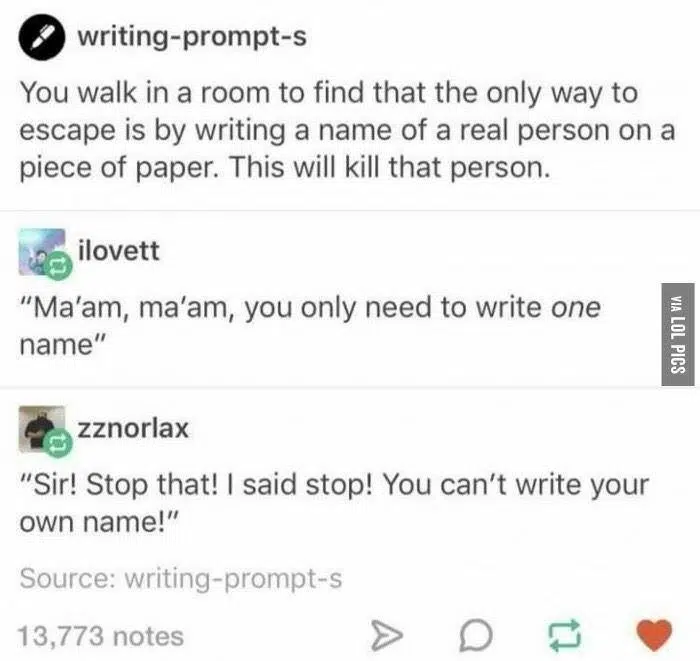 writing-prompt-s
You walk in a room to find that the only way to
escape is by writing a name of a real person on a
piece of paper. This will kill that person.
ilovett
"Ma'am, ma'am, you only need to write one
name"
VIA LOL PICS
zznorlax
"Sir! Stop that! I said stop! You can't write your
own name!"
Source: writing-prompt-s
13,773 notes